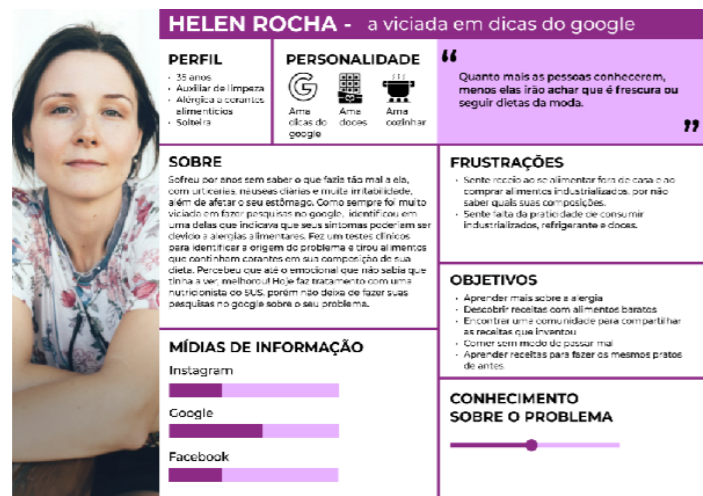 HELEN ROCHA - a viciada em dicas do google
PERFIL
· 35 anos
· Auxiliar de limpeza
· Alérgica a corantes
alimentícios
· Solteira
PERSONALIDADE
Ama
dicas do
google
Ama
doces
Ama
cozinhar
“
Quanto mais as pessoas conhecerem,
menos elas irão achar que é frescura ou
seguir dietas da moda.
”
SOBRE
Sofreu por anos sem saber o que fazia tão mal a ela,
com urticárias, náuseas diárias e muita irritabilidade,
além de afetar o seu estômago. Como sempre foi muito
viciada em fazer pesquisas no google, identificou em
uma delas que indicava que seus sintomas poderiam ser
devido a alergias alimentares. Fez um testes clínicos
para identificar a origem do problema e tirou alimentos
que continham corantes em sua composição de sua
dieta. Percebeu que até o emocional que não sabia que
tinha a ver, melhorou! Hoje faz tratamento com uma
nutricionista do SUS, porém não deixa de fazer suas
pesquisas no google sobre o seu problema.
MÍDIAS DE INFORMAÇÃO
Instagram
Google
Facebook
FRUSTRAÇÕES
· Sente receio ao se alimentar fora de casa e ao
comprar alimentos industrializados, por não
saber quais suas composições.
· Sente falta da praticidade de consumir
industrializados, refrigerante e doces.
OBJETIVOS
· Aprender mais sobre a alergia
· Descobrir receitas com alimentos baratos
· Encontrar uma comunidade para compartilhar
as receitas que inventou
· Comer sem medo de passar mal
· Aprender receitas para fazer os mesmos pratos
de antes.
CONHECIMENTO
SOBRE O PROBLEMA